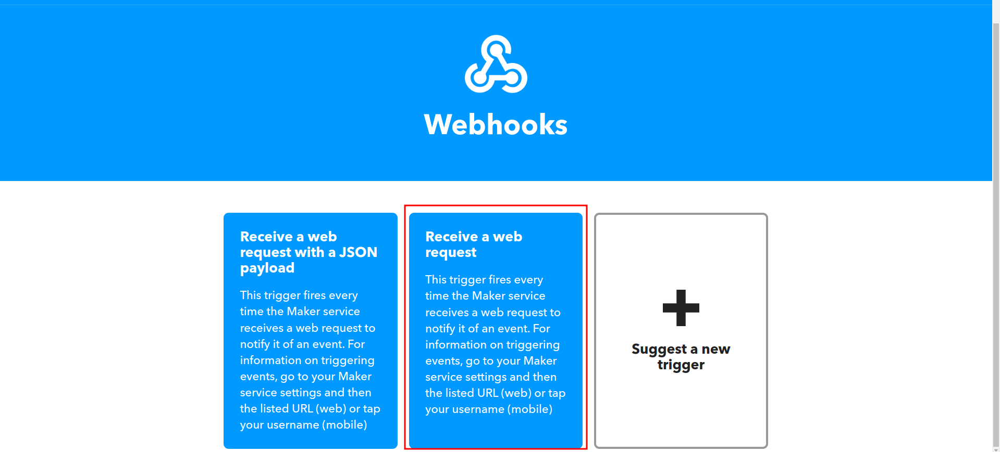 Webhooks
Receive a web
request with a JSON
payload
This trigger fires every
time the Maker service
receives a web request to
notify it of an event. For
information on triggering
events, go to your Maker
service settings and then
the listed URL (web) or tap
your username (mobile)
Receive a web
request
This trigger fires every
time the Maker service
receives a web request to
notify it of an event. For
information on triggering
events, go to your Maker
service settings and then
the listed URL (web) or tap
your username (mobile)
Suggest a new
trigger